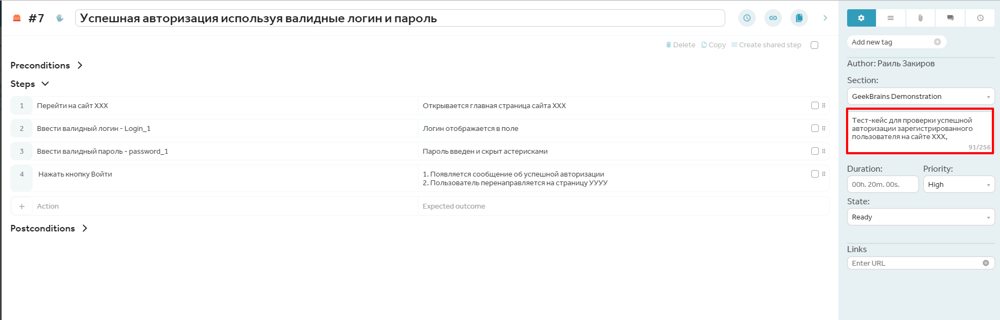 #7
Успешная авторизация используя валидные логин и пароль
Delete Copy Create shared step
Preconditions
Steps
1 Перейти на сайт XXX Открывается главная страница сайта XXX
2 Ввести валидный логин - Login_1 Логин отображается в поле
3 Ввести валидный пароль - password_1 Пароль введен и скрыт астерисками
4 Нажать кнопку Войти 1. Появляется сообщение об успешной авторизации
2. Пользователь перенаправляется на страницу УУУУ
+ Action Expected outcome
Postconditions
Add new tag
Author: Раиль Закиров
Section:
GeekBrains Demonstration
Тест-кейс для проверки успешной
авторизации зарегистрированного
пользователя на сайте XXX,
91/256
Duration: Priority:
00h. 20m. 00s. High
State:
Ready
Links
Enter URL